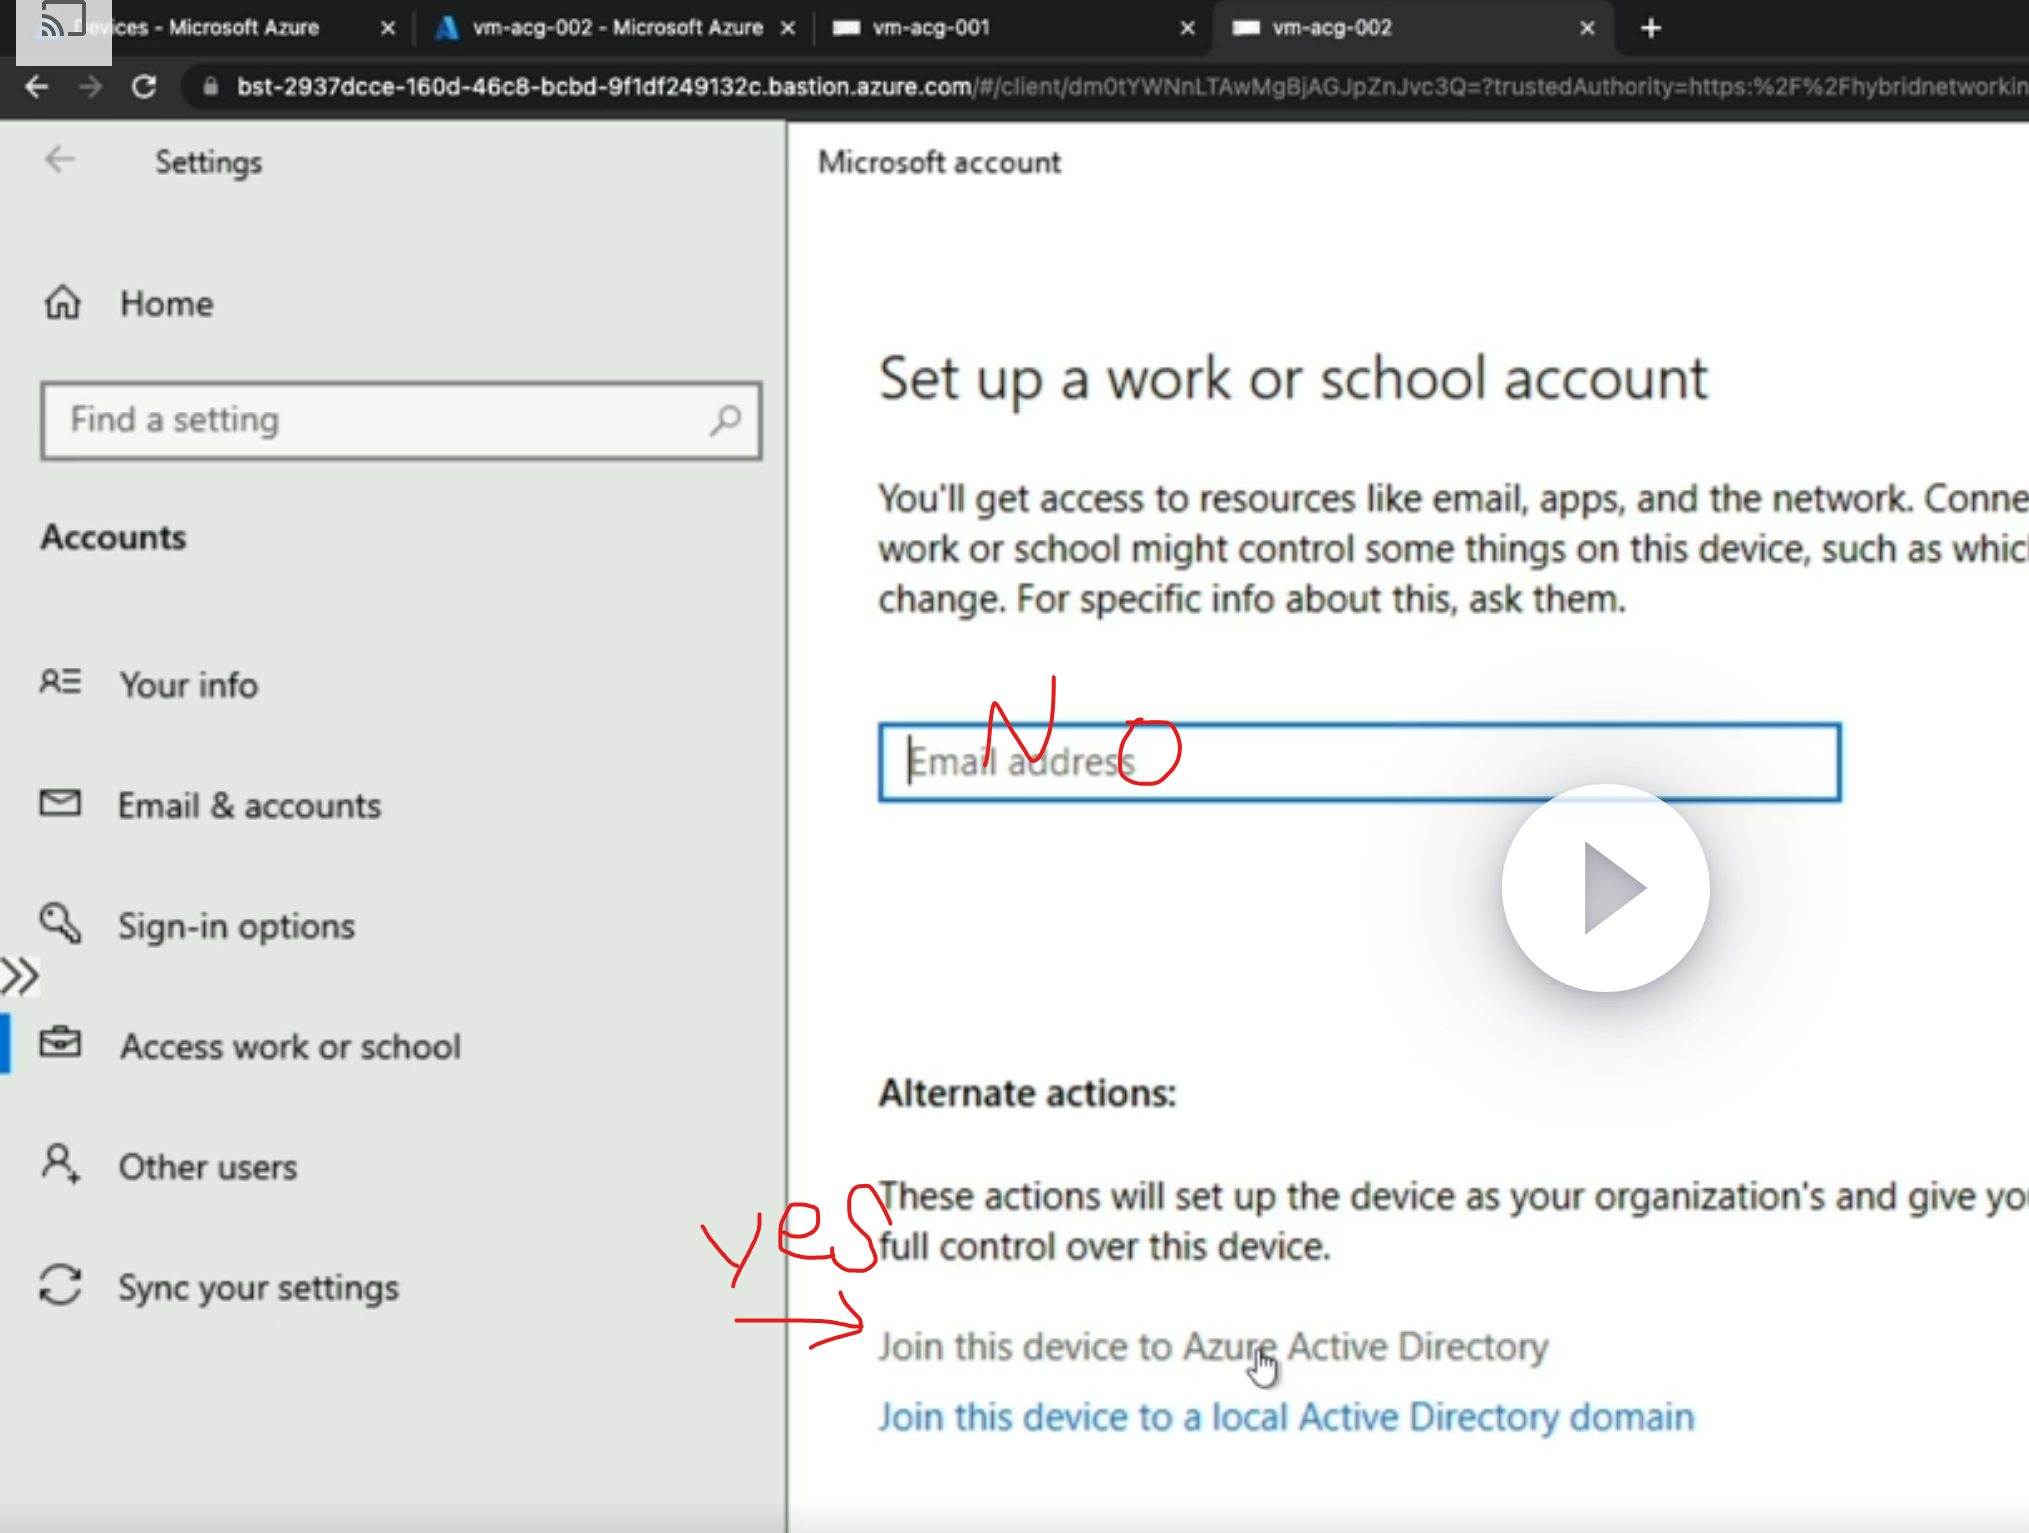 Devices - Microsoft Azure
vm-acg-002 - Microsoft Azure
vm-acg-001
vm-acg-002
bst-2937dcce-160d-46c8-bcbd-9f1df249132c.bastion.azure.com/#/client/dm0tYWNnLTAwMgBjAGJpZnJvc3Q=?trustedAuthority=https:%2F%2Fhybridnetworkin
Settings
Home
Find a setting
Accounts
Your info
Email & accounts
Sign-in options
Access work or school
Other users
Sync your settings
Microsoft account
Set up a work or school account
You'll get access to resources like email, apps, and the network. Conne
work or school might control some things on this device, such as which
change. For specific info about this, ask them.
NO
Email address
Alternate actions:
These actions will set up the device as your organization's and give you
full control over this device.
yes
Join this device to Azure Active Directory
Join this device to a local Active Directory domain